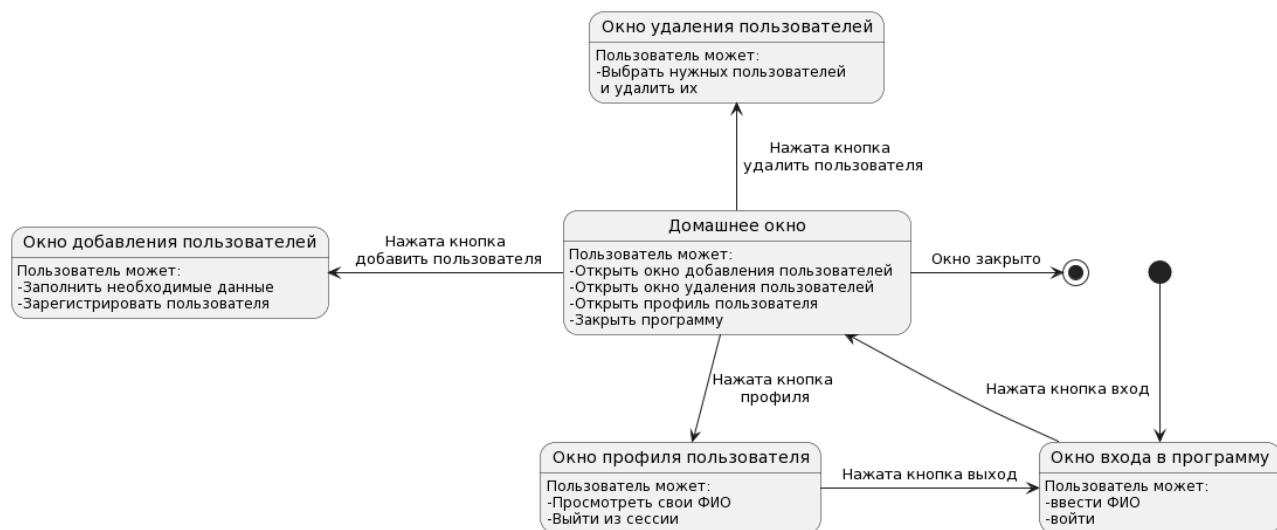 Окно удаления пользователей
Пользователь может:
-Выбрать нужных пользователей
и удалить их
Нажата кнопка
удалить пользователя
Окно добавления пользователей
Пользователь может:
-Заполнить необходимые данные
-Зарегистрировать пользователя
Нажата кнопка
добавить пользователя
Домашнее окно
Пользователь может:
-Открыть окно добавления пользователей
-Открыть окно удаления пользователей
-Открыть профиль пользователя
-Закрыть программу
Окно закрыто
Нажата кнопка
профиля
Нажата кнопка вход
Окно профиля пользователя
Пользователь может:
-Просмотреть свои ФИО
-Выйти из сессии
Нажата кнопка выход
Окно входа в программу
Пользователь может:
-ввести ФИО
-войти